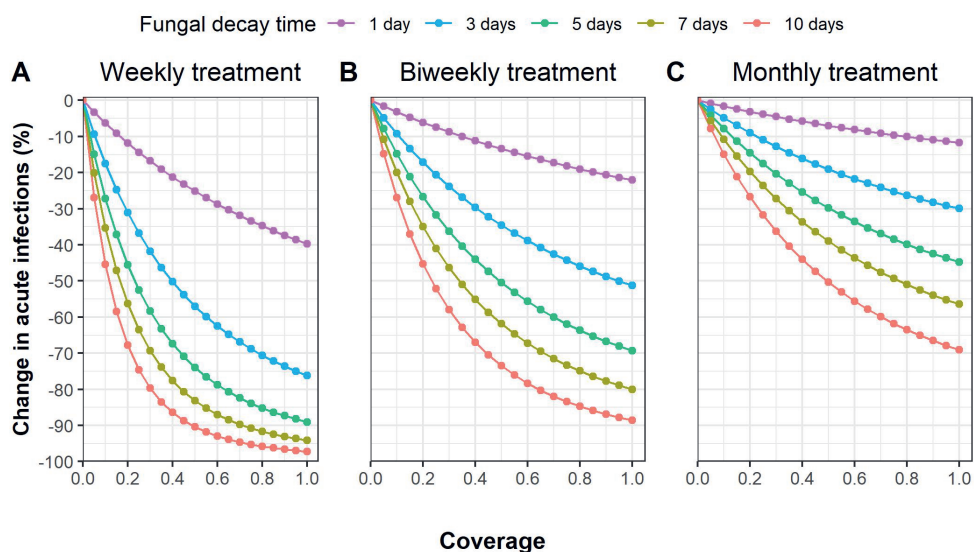 Fungal decay time 1 day 3 days 5 days 7 days 10 days
A Weekly treatment B Biweekly treatment C Monthly treatment
Change in acute infections (%)
0
-10
-20
-30
-40
-50
-60
-70
-80
-90
-100
0.0 0.2 0.4 0.6 0.8 1.0 0.0 0.2 0.4 0.6 0.8 1.0 0.0 0.2 0.4 0.6 0.8 1.0
Coverage